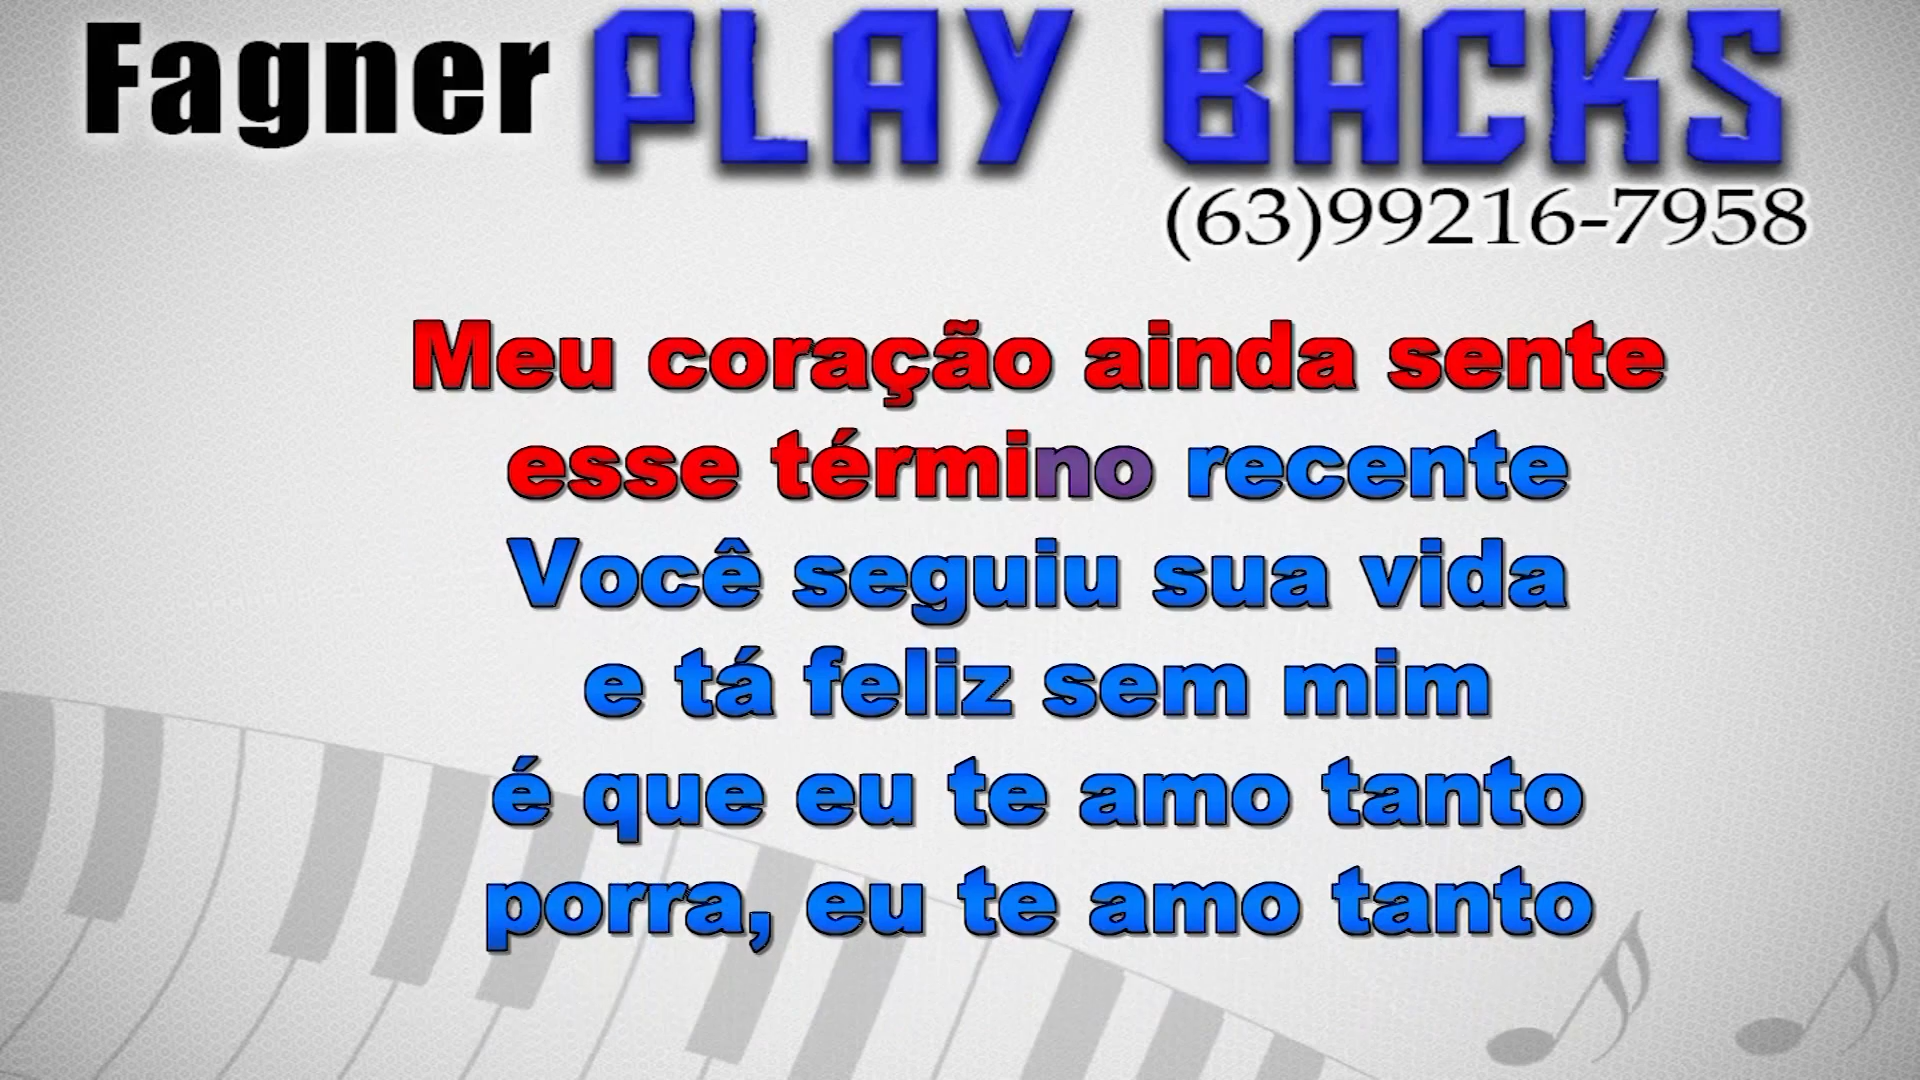 Fagner PLAY BACKS
(63)99216-7958
Meu coração ainda sente
esse término recente
Você seguiu sua vida
e tá feliz sem mim
é que eu te amo tanto
porra, eu te amo tanto